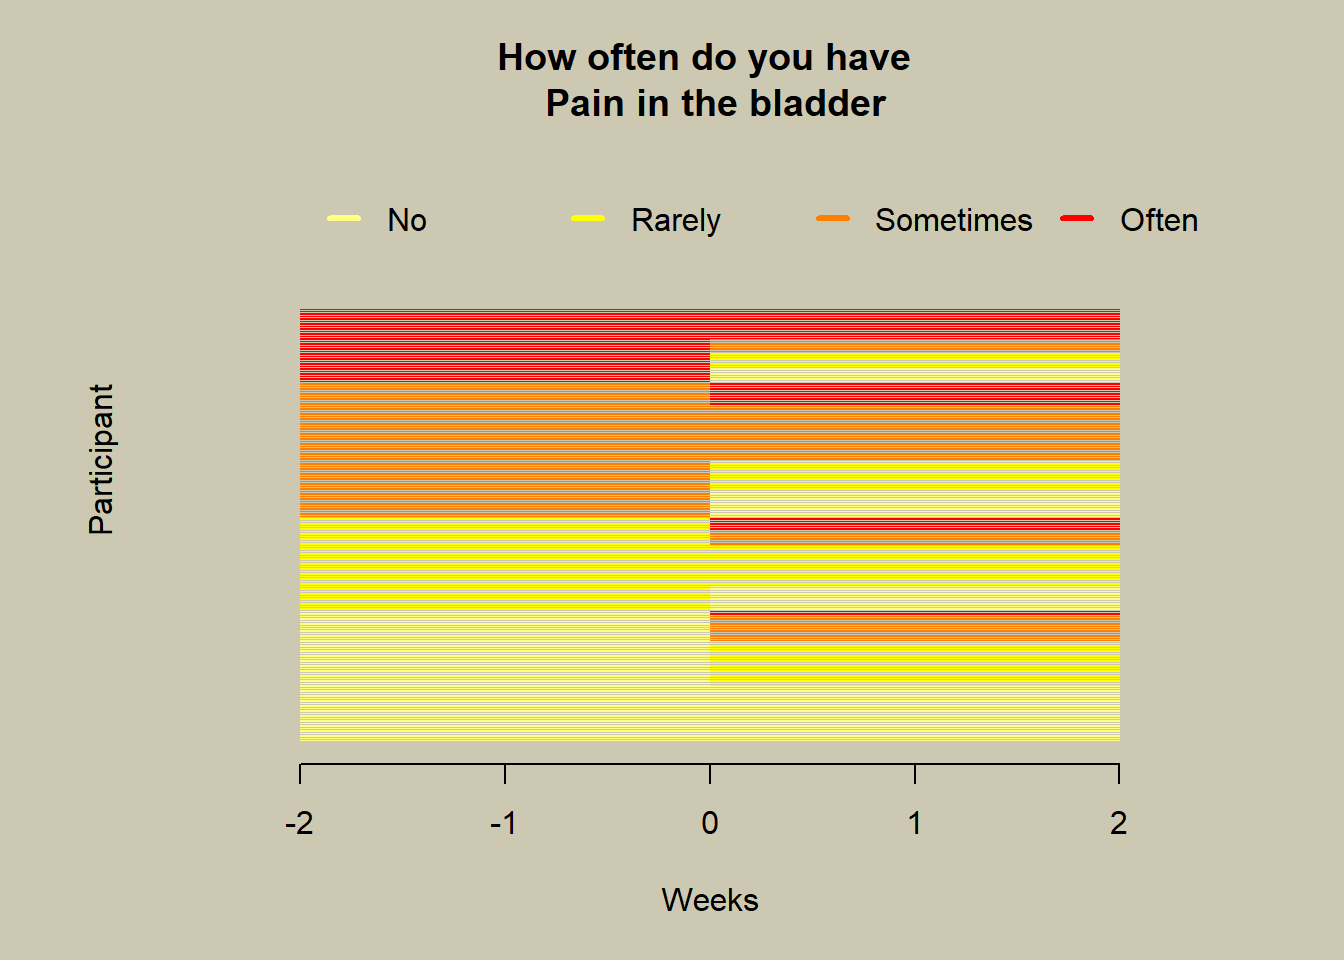 How often do you have
Pain in the bladder
No Rarely Sometimes Often
Participant
-2 -1 0 1 2
Weeks